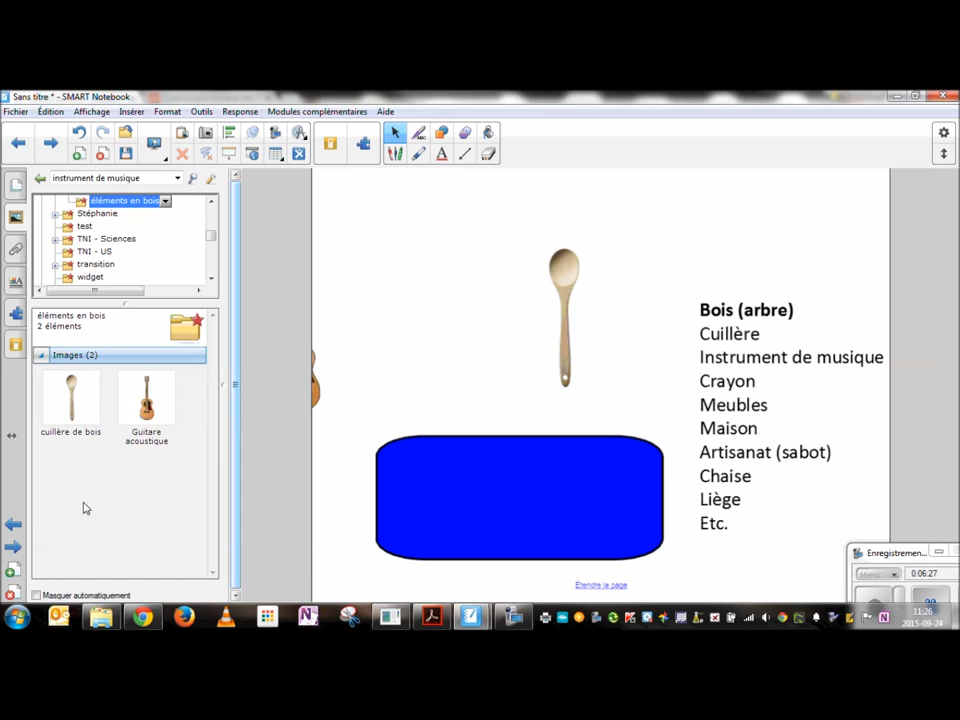 Sans titre * - SMART Notebook
Fichier Édition Affichage Insérer Format Outils Réponse Modules complémentaires Aide
instrument de musique
éléments en bois
Stéphanie
test
TNI - Sciences
TNI - US
transition
widget
éléments en bois
2 éléments
Images (2)
cuillère de bois
Guitare
acoustique
Masquer automatiquement
Bois (arbre)
Cuillère
Instrument de musique
Crayon
Meubles
Maison
Artisanat (sabot)
Chaise
Liège
Etc.
Étendre la page
Enregistremen...
Menu
0:06:27
11:26
2015-09-24